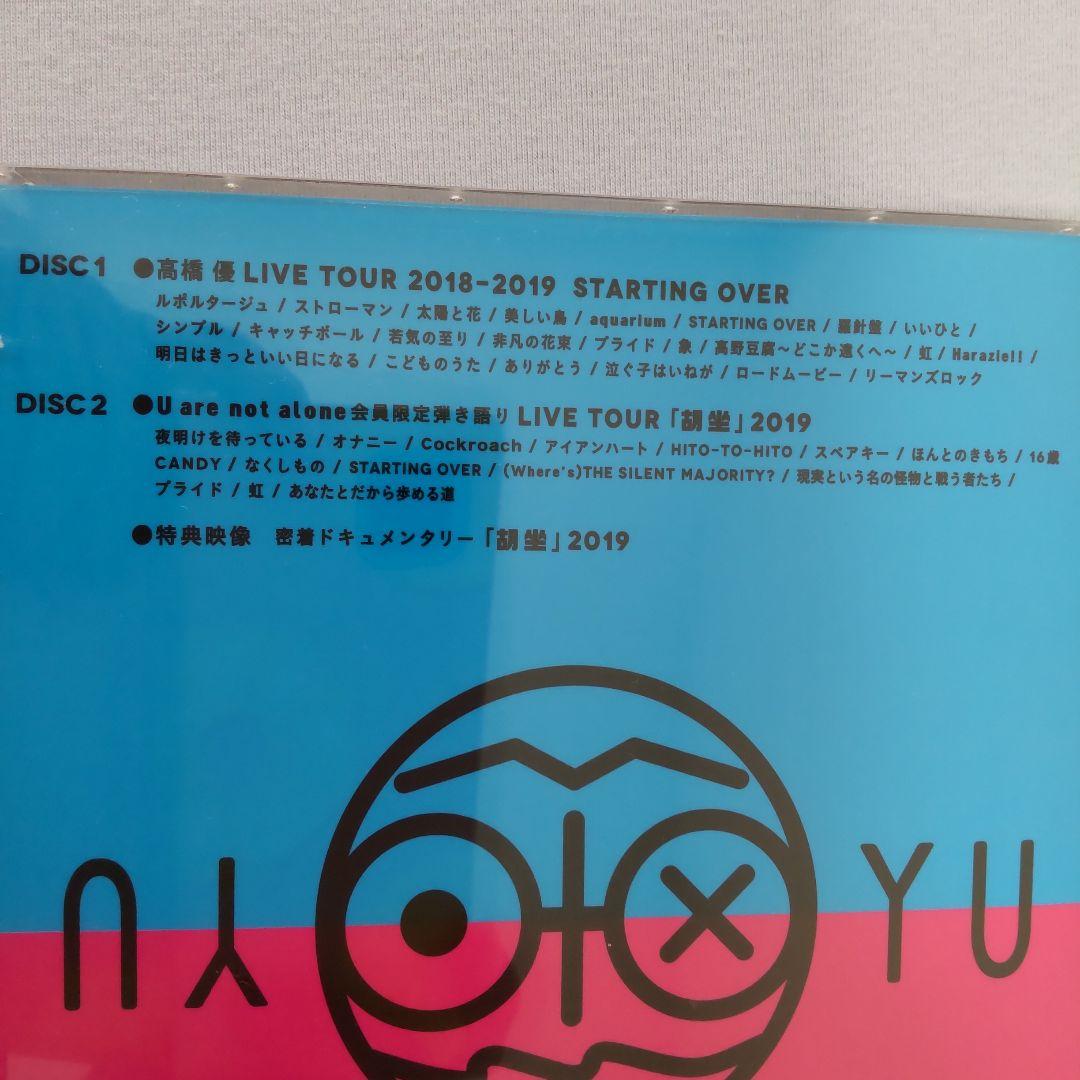 DISC1 ●高橋 優 LIVE TOUR 2018-2019 STARTING OVER
ルポルタージュ / ストローマン / 太陽と花 / 美しい鳥 / aquarium / STARTING OVER / 羅針盤 / いいひと /
シンプル / キャッチボール / 若気の至り / 非凡の花束 / プライド / 象 / 高野豆腐～どこか遠くへ～ / 虹 / Harazie!! /
明日はきっといい日になる / こどものうた / ありがとう / 泣ぐ子はいねが / ロードムービー / リーマンズロック
DISC2 ●U are not alone会員限定弾き語り LIVE TOUR「胡坐」2019
夜明けを待っている / オナニー / Cockroach / アイアンハート / HITO-TO-HITO / スペアキー / ほんとのきもち / 16歳
CANDY / なくしもの / STARTING OVER / (Where's)THE SILENT MAJORITY? / 現実という名の怪物と戦う者たち /
プライド / 虹 / あなたとだから歩める道
●特典映像 密着ドキュメンタリー「胡坐」2019
YU YU